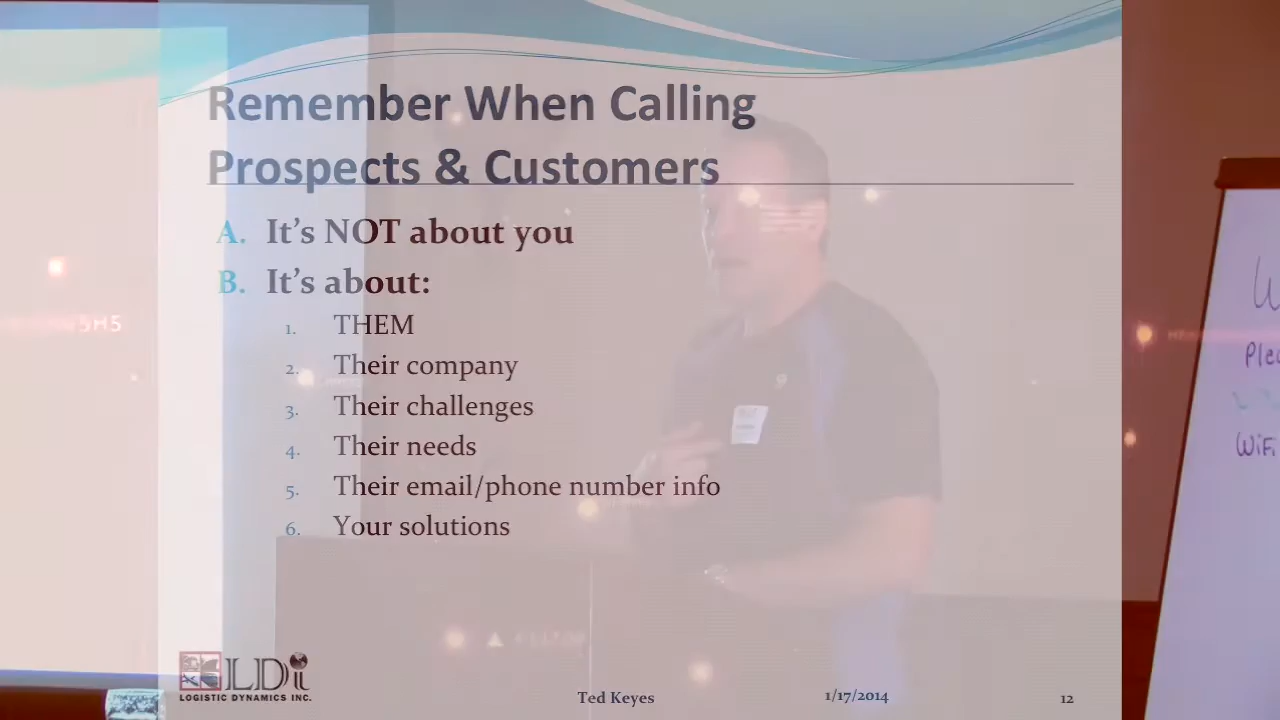 Remember When Calling
Prospects & Customers
A. It's NOT about you
B. It's about:
1. THEM
2. Their company
3. Their challenges
4. Their needs
5. Their email/phone number info
6. Your solutions
5H5
WiFi
LDi
LOGISTIC DYNAMICS INC.
Ted Keyes
1/17/2014
12